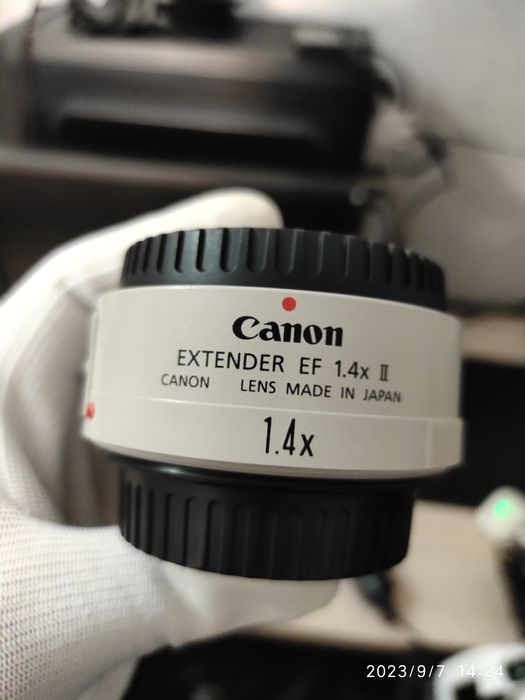 Canon
EXTENDER EF 1.4x II
CANON LENS MADE IN JAPAN
1.4x
2023/9/7 14:24